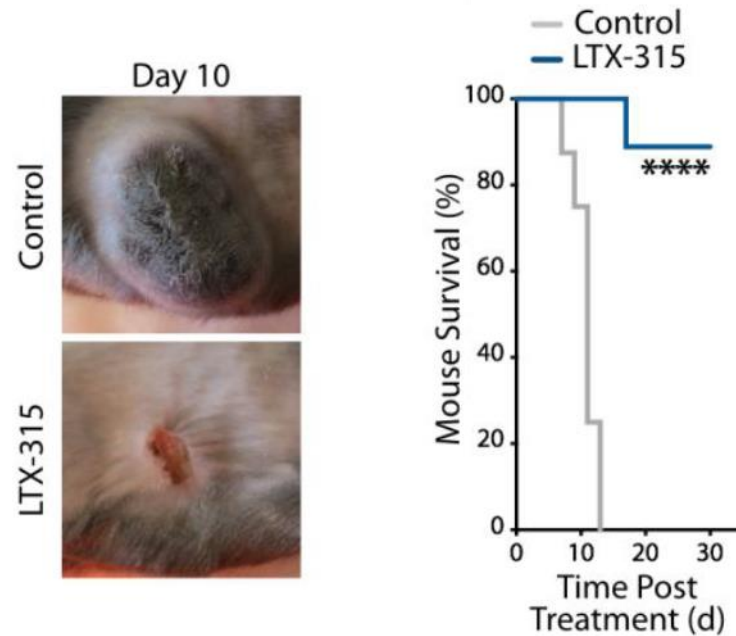 Day 10
Control
LTX-315
Control
LTX-315
Mouse Survival (%)
100
80
60
40
20
0
0 10 20 30
Time Post
Treatment (d)
****